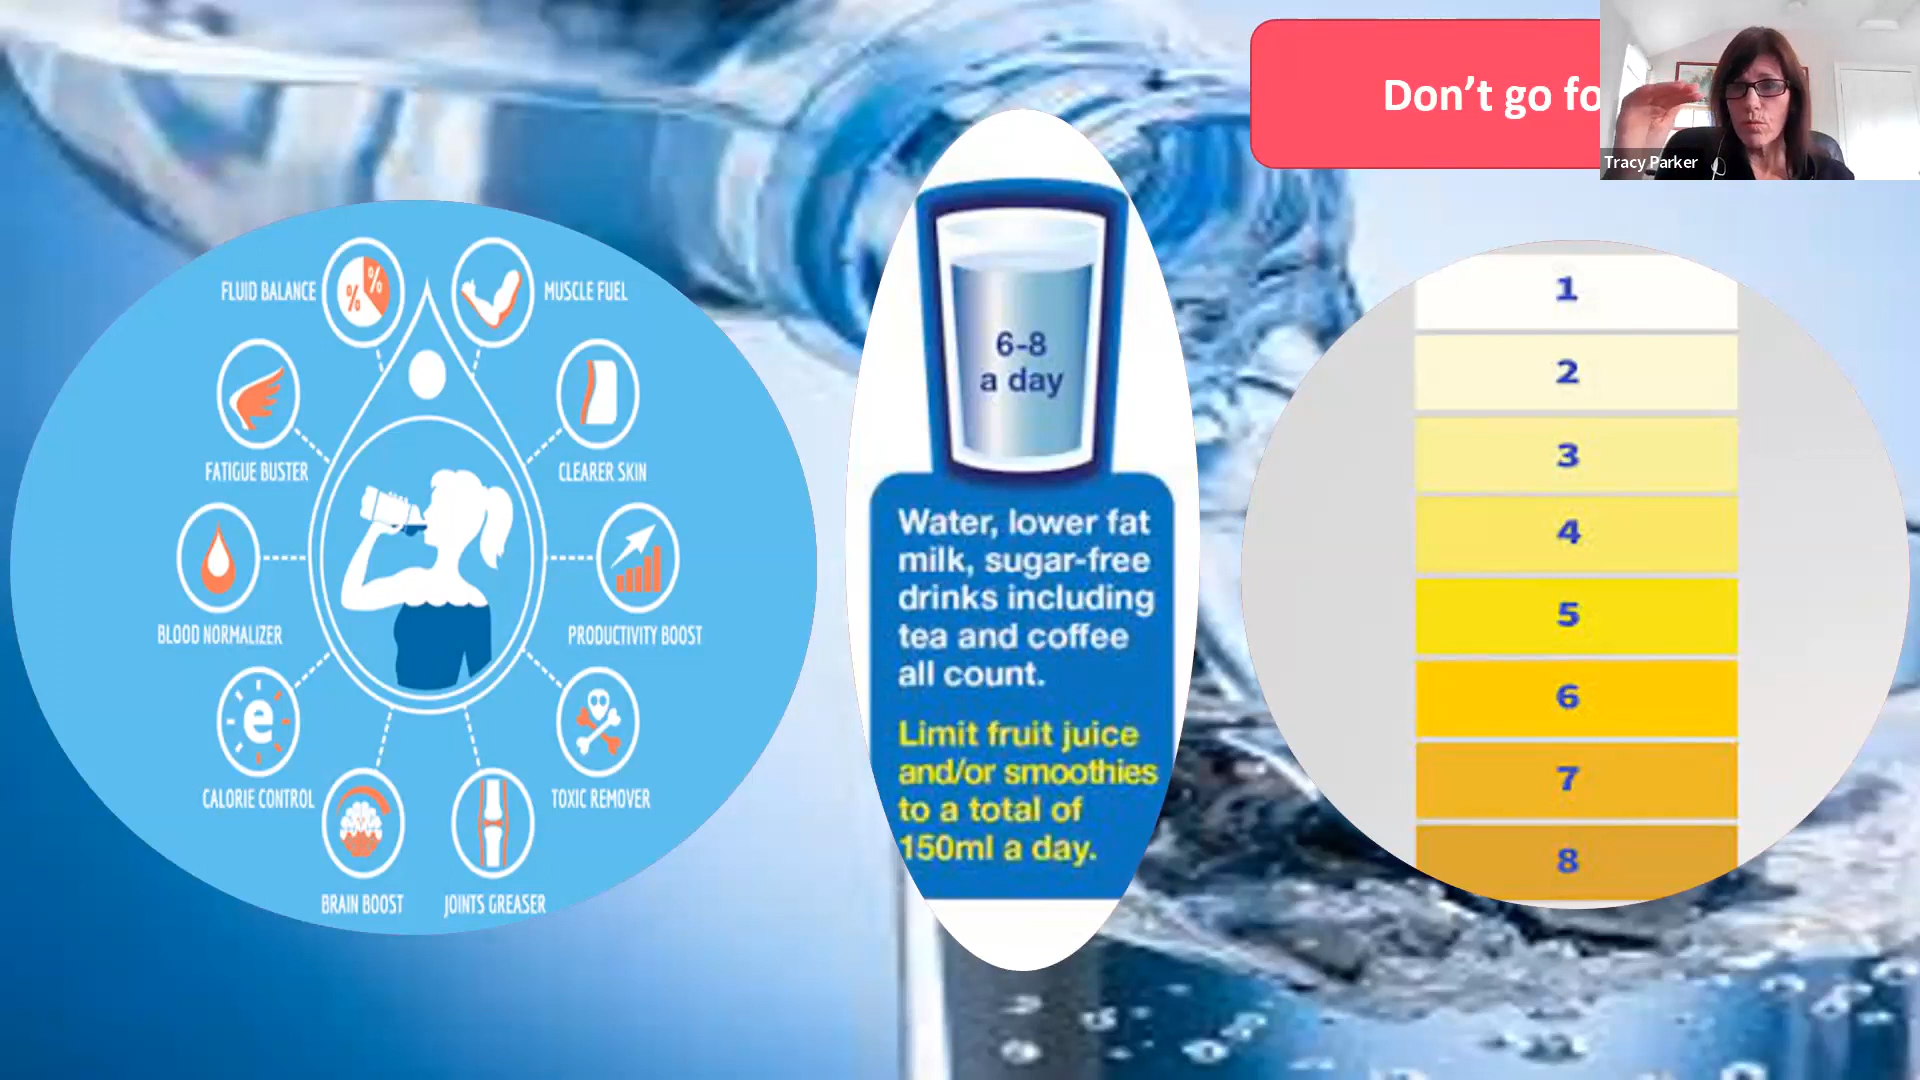 Don't go fo
Tracy Parker
FLUID BALANCE
%
%
MUSCLE FUEL
FATIGUE BUSTER
CLEARER SKIN
BLOOD NORMALIZER
PRODUCTIVITY BOOST
e
CALORIE CONTROL
TOXIC REMOVER
BRAIN BOOST
JOINTS GREASER
6-8
a day
Water, lower fat
milk, sugar-free
drinks including
tea and coffee
all count.
Limit fruit juice
and/or smoothies
to a total of
150ml a day.
1
2
3
4
5
6
7
8